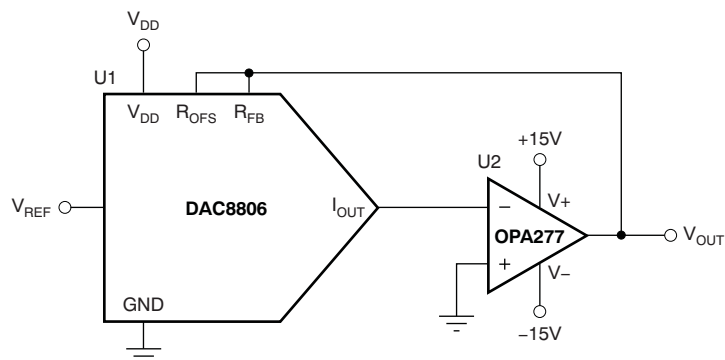 V_DD
U1
V_DD R_OFS R_FB
U2
+15V
V+
V_REF
DAC8806
I_OUT
−
OPA277
V_OUT
+
V−
GND
−15V